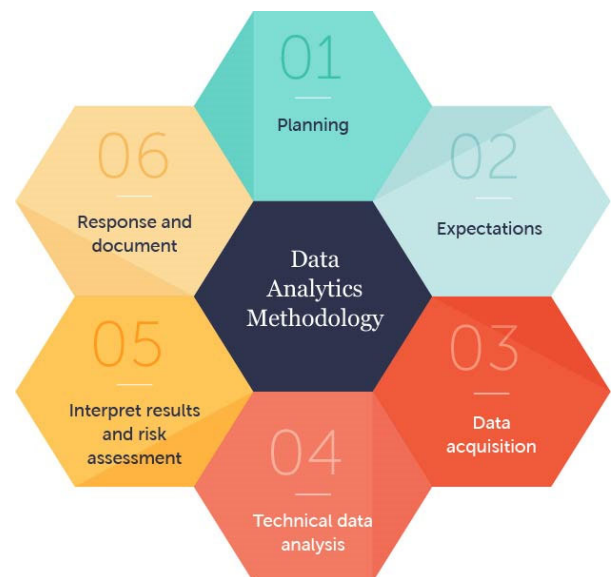 01
Planning
02
Expectations
03
Data
acquisition
04
Technical data
analysis
05
Interpret results
and risk
assessment
06
Response and
document
Data
Analytics
Methodology